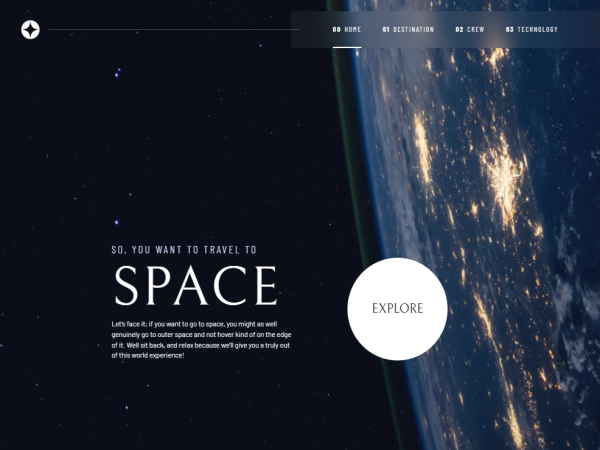 00 HOME 01 DESTINATION 02 CREW 03 TECHNOLOGY
SO, YOU WANT TO TRAVEL TO
SPACE
EXPLORE
Let's face it; if you want to go to space, you might as well
genuinely go to outer space and not hover kind of on the edge
of it. Well sit back, and relax because we'll give you a truly out
of this world experience!